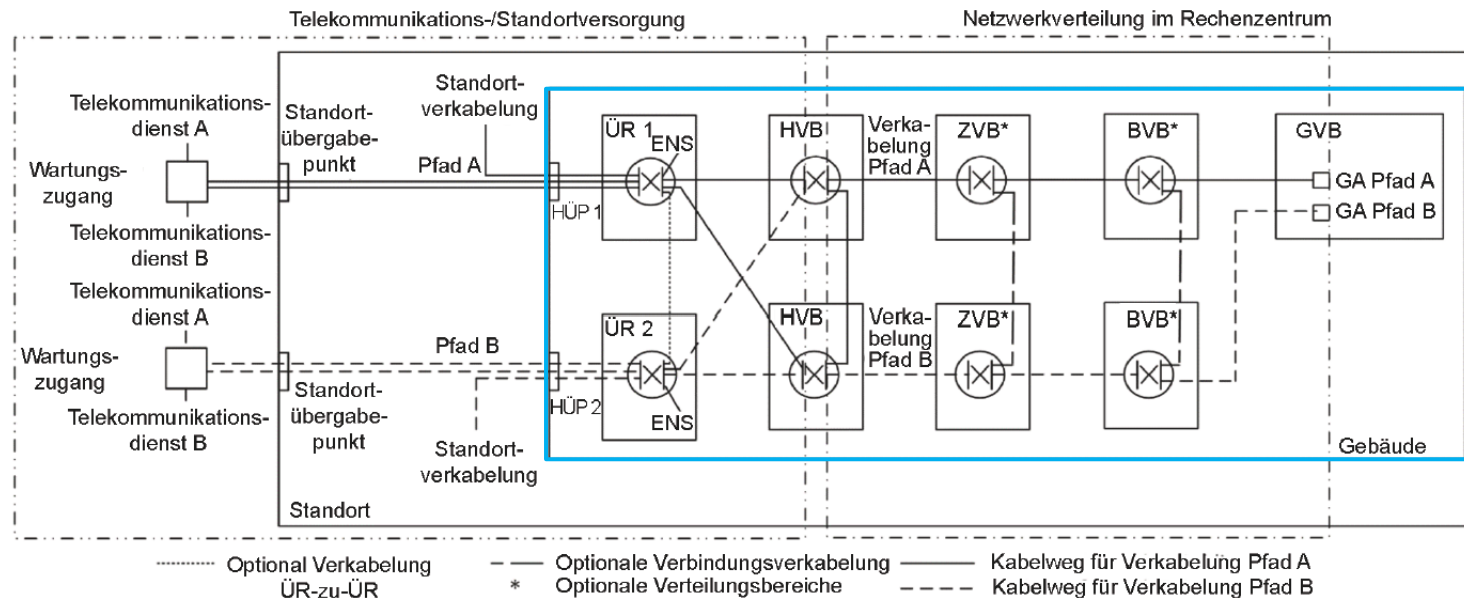 Telekommunikations-/Standortversorgung
Netzwerkverteilung im Rechenzentrum
Telekommunikations-
dienst A
Wartungs-
zugang
Telekommunikations-
dienst B
Standort-
übergabe-
punkt
Standort-
verkabelung
Pfad A
HÜP 1
ÜR 1
ENS
HVB
Verka-
belung
Pfad A
ZVB*
BVB*
GVB
GA Pfad A
GA Pfad B
Telekommunikations-
dienst A
Wartungs-
zugang
Telekommunikations-
dienst B
Standort-
übergabe-
punkt
Pfad B
Standort-
verkabelung
HÜP 2
ÜR 2
ENS
HVB
Verka-
belung
Pfad B
ZVB*
BVB*
Gebäude
Standort
Optional Verkabelung
ÜR-zu-ÜR
Optionale Verbindungsverkabelung
* Optionale Verteilungsbereiche
Kabelweg für Verkabelung Pfad A
Kabelweg für Verkabelung Pfad B